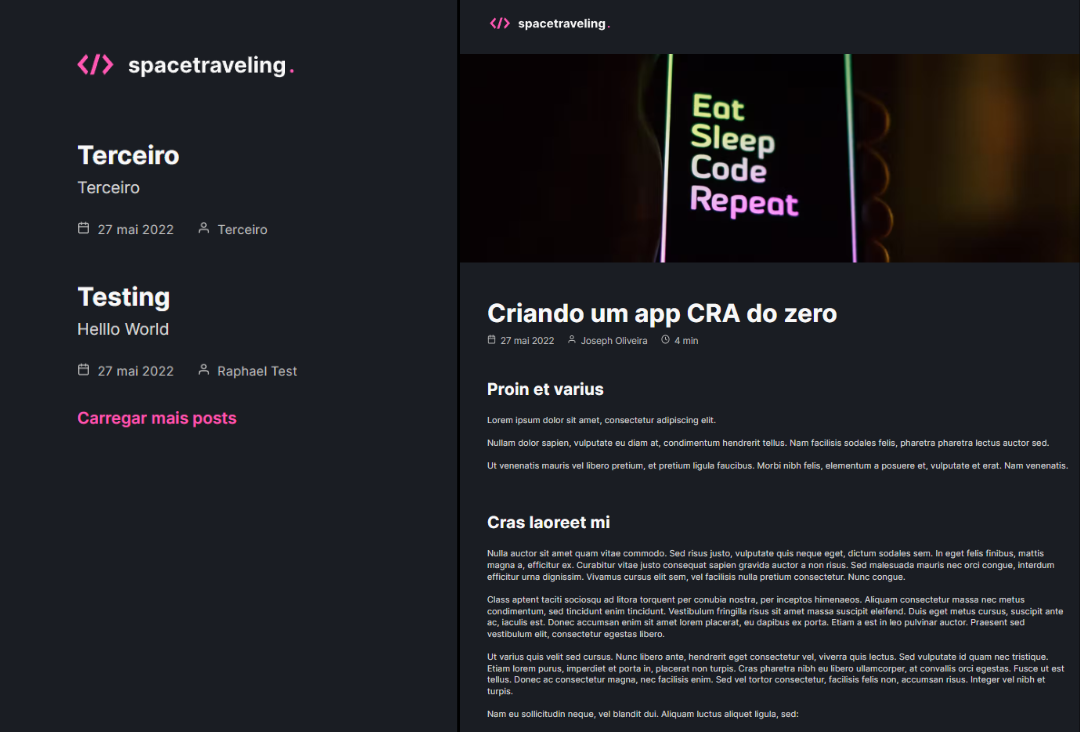 </> spacetraveling.
Terceiro
Terceiro
27 mai 2022 Terceiro
Testing
Helllo World
27 mai 2022 Raphael Test
Carregar mais posts
</> spacetraveling.
Eat
Sleep
Code
Repeat
Criando um app CRA do zero
27 mai 2022 Joseph Oliveira 4 min
Proin et varius
Lorem ipsum dolor sit amet, consectetur adipiscing elit.
Nullam dolor sapien, vulputate eu diam at, condimentum hendrerit tellus. Nam facilisis sodales felis, pharetra pharetra lectus auctor sed.
Ut venenatis mauris vel libero pretium, et pretium ligula faucibus. Morbi nibh felis, elementum a posuere et, vulputate et erat. Nam venenatis.
Cras laoreet mi
Nulla auctor sit amet quam vitae commodo. Sed risus justo, vulputate quis neque eget, dictum sodales sem. In eget felis finibus, mattis
magna a, efficitur ex. Curabitur vitae justo consequat sapien gravida auctor a non risus. Sed malesuada mauris nec orci congue, interdum
efficitur urna dignissim. Vivamus cursus elit sem, vel facilisis nulla pretium consectetur. Nunc congue.
Class aptent taciti sociosqu ad litora torquent per conubia nostra, per inceptos himenaeos. Aliquam consectetur massa nec metus
condimentum, sed tincidunt enim tincidunt. Vestibulum fringilla risus sit amet massa suscipit eleifend. Duis eget metus cursus, suscipit ante
ac, iaculis est. Donec accumsan enim sit amet lorem placerat, eu dapibus ex porta. Etiam a est in leo pulvinar auctor. Praesent sed
vestibulum elit, consectetur egestas libero.
Ut varius quis velit sed cursus. Nunc libero ante, hendrerit eget consectetur vel, viverra quis lectus. Sed vulputate id quam nec tristique.
Etiam lorem purus, imperdiet et porta in, placerat non turpis. Cras pharetra nibh eu libero ullamcorper, at convallis orci egestas. Fusce ut est
tellus. Donec ac consectetur magna, nec facilisis enim. Sed vel tortor consectetur, facilisis felis non, accumsan risus. Integer vel nibh et
turpis.
Nam eu sollicitudin neque, vel blandit dui. Aliquam luctus aliquet ligula, sed: